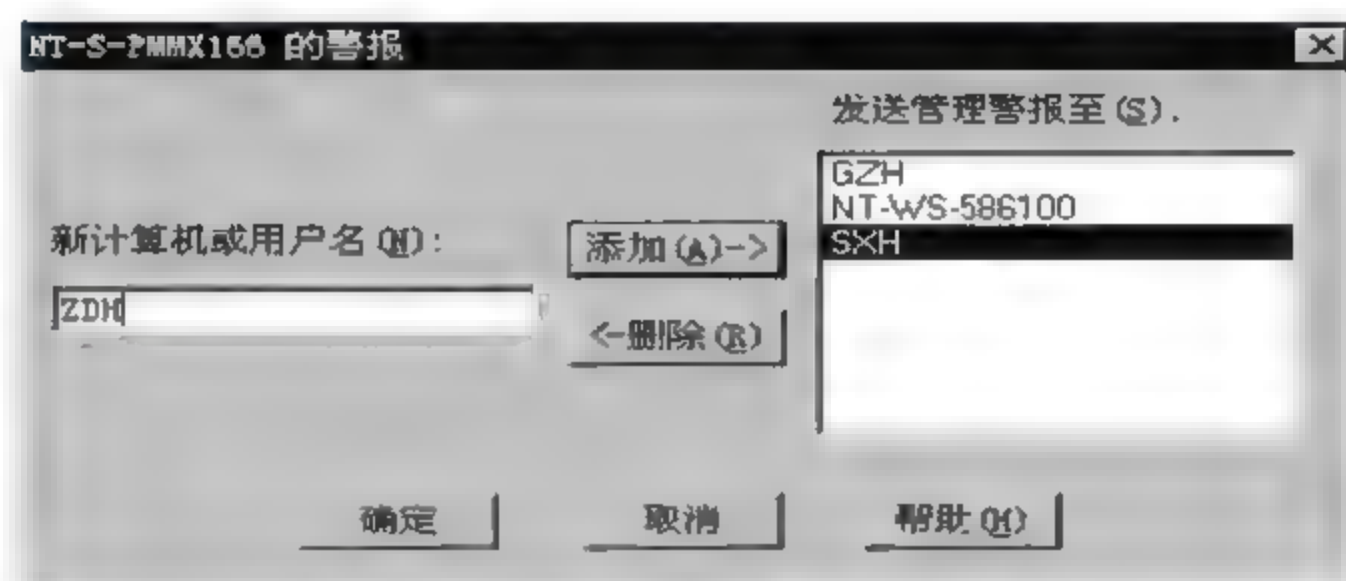 NT-S-PMMX166 的警报
发送管理警报至(S).
GZH
NT-WS-586100
SXH
新计算机或用户名(N):
ZDH
添加(A)->
<-删除(R)
确定
取消
帮助(H)